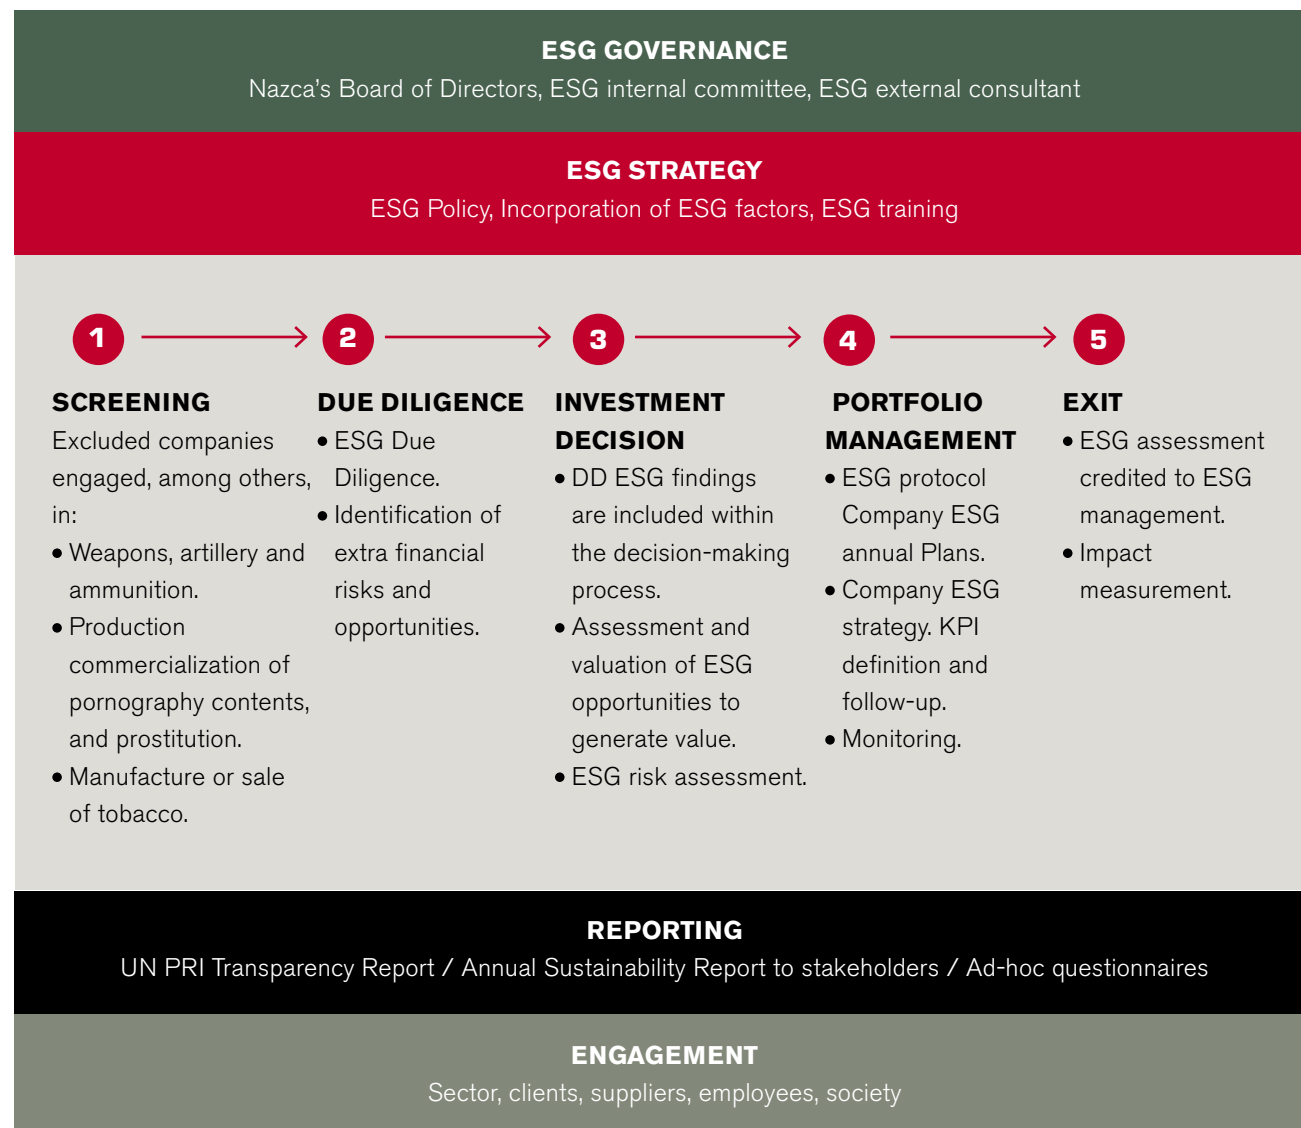 ESG GOVERNANCE
Nazca's Board of Directors, ESG internal committee, ESG external consultant
ESG STRATEGY
ESG Policy, Incorporation of ESG factors, ESG training
1
SCREENING
Excluded companies
engaged, among others,
in:
• Weapons, artillery and
ammunition.
• Production
commercialization of
pornography contents,
and prostitution.
• Manufacture or sale
of tobacco.
2
DUE DILIGENCE
• ESG Due
Diligence.
• Identification of
extra financial
risks and
opportunities.
3
INVESTMENT
DECISION
• DD ESG findings
are included within
the decision-making
process.
• Assessment and
valuation of ESG
opportunities to
generate value.
• ESG risk assessment.
4
PORTFOLIO
MANAGEMENT
• ESG protocol
Company ESG
annual Plans.
• Company ESG
strategy. KPI
definition and
follow-up.
• Monitoring.
5
EXIT
• ESG assessment
credited to ESG
management.
• Impact
measurement.
REPORTING
UN PRI Transparency Report / Annual Sustainability Report to stakeholders / Ad-hoc questionnaires
ENGAGEMENT
Sector, clients, suppliers, employees, society